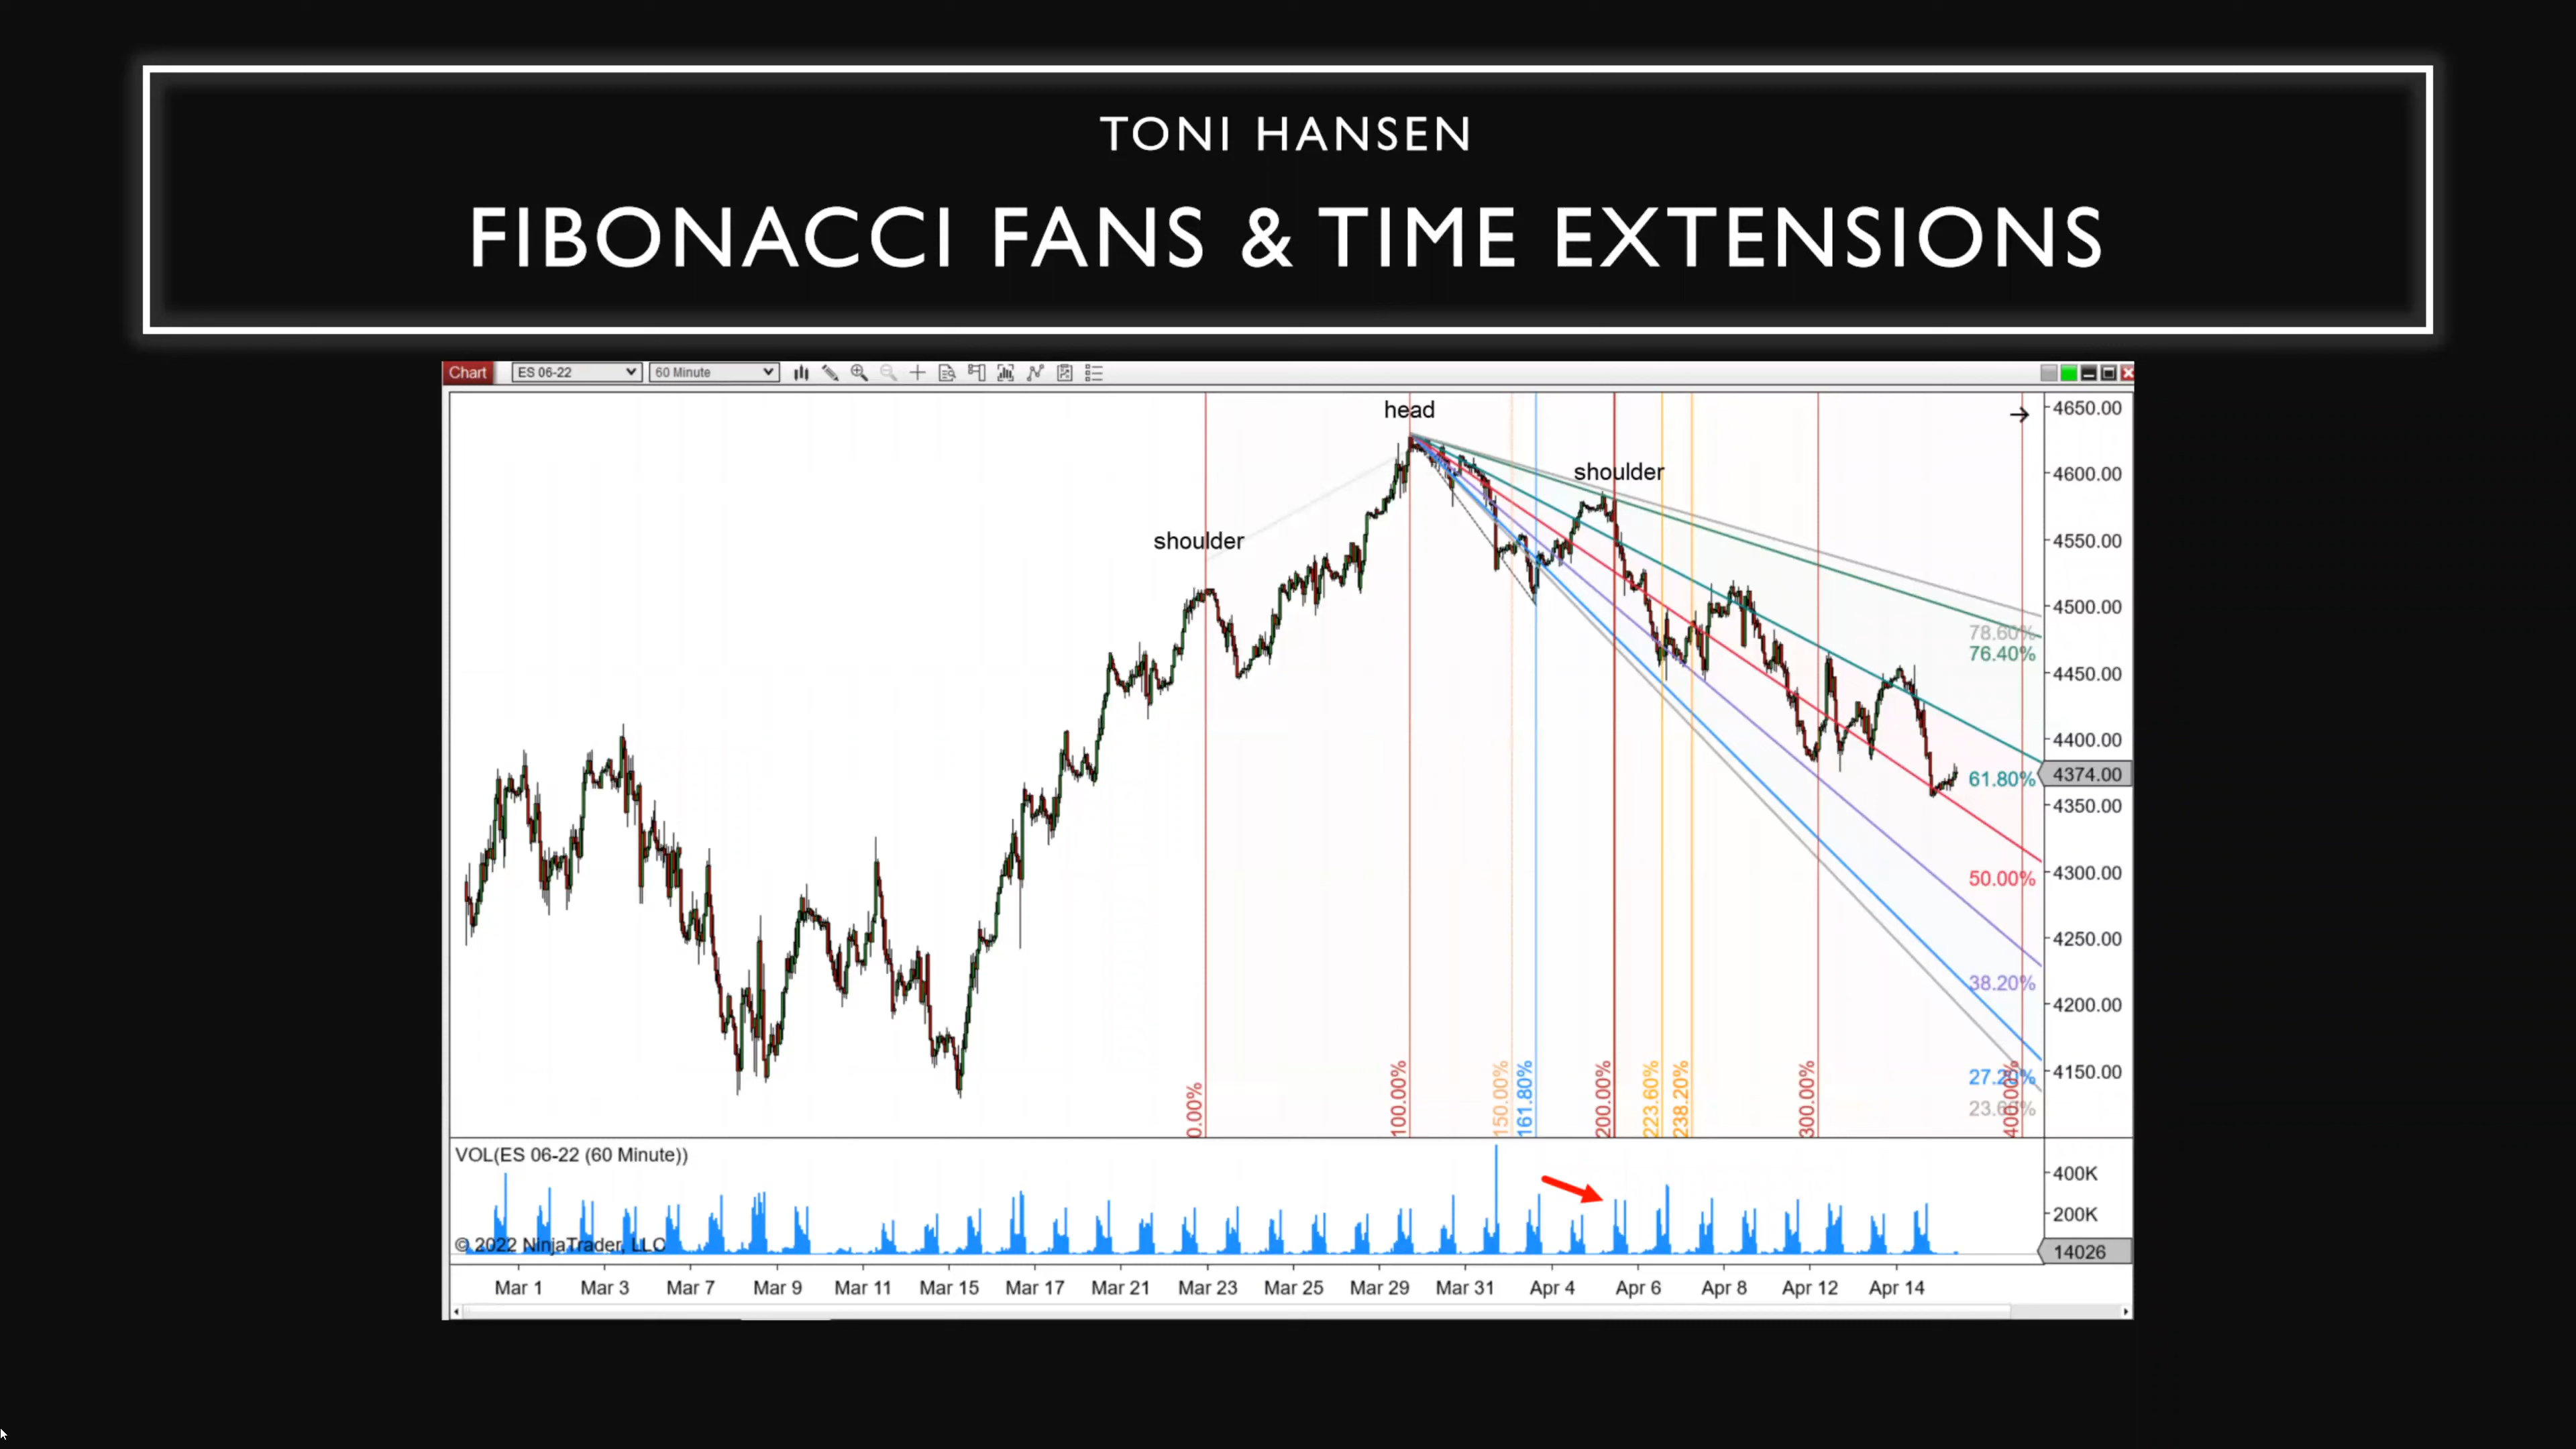 TONI HANSEN
FIBONACCI FANS & TIME EXTENSIONS
Chart ES 06-22 60 Minute
head
shoulder
shoulder
4650.00
4600.00
4550.00
4500.00
4450.00
4400.00
4374.00
4350.00
4300.00
4250.00
4200.00
4150.00
78.60%
76.40%
61.80%
50.00%
38.20%
27.20%
23.60%
0.00%
100.00%
150.00%
161.80%
200.00%
223.60%
238.20%
300.00%
400.00%
VOL(ES 06-22 (60 Minute))
400K
200K
14026
© 2022 NinjaTrader, LLC
Mar 1 Mar 3 Mar 7 Mar 9 Mar 11 Mar 15 Mar 17 Mar 21 Mar 23 Mar 25 Mar 29 Mar 31 Apr 4 Apr 6 Apr 8 Apr 12 Apr 14